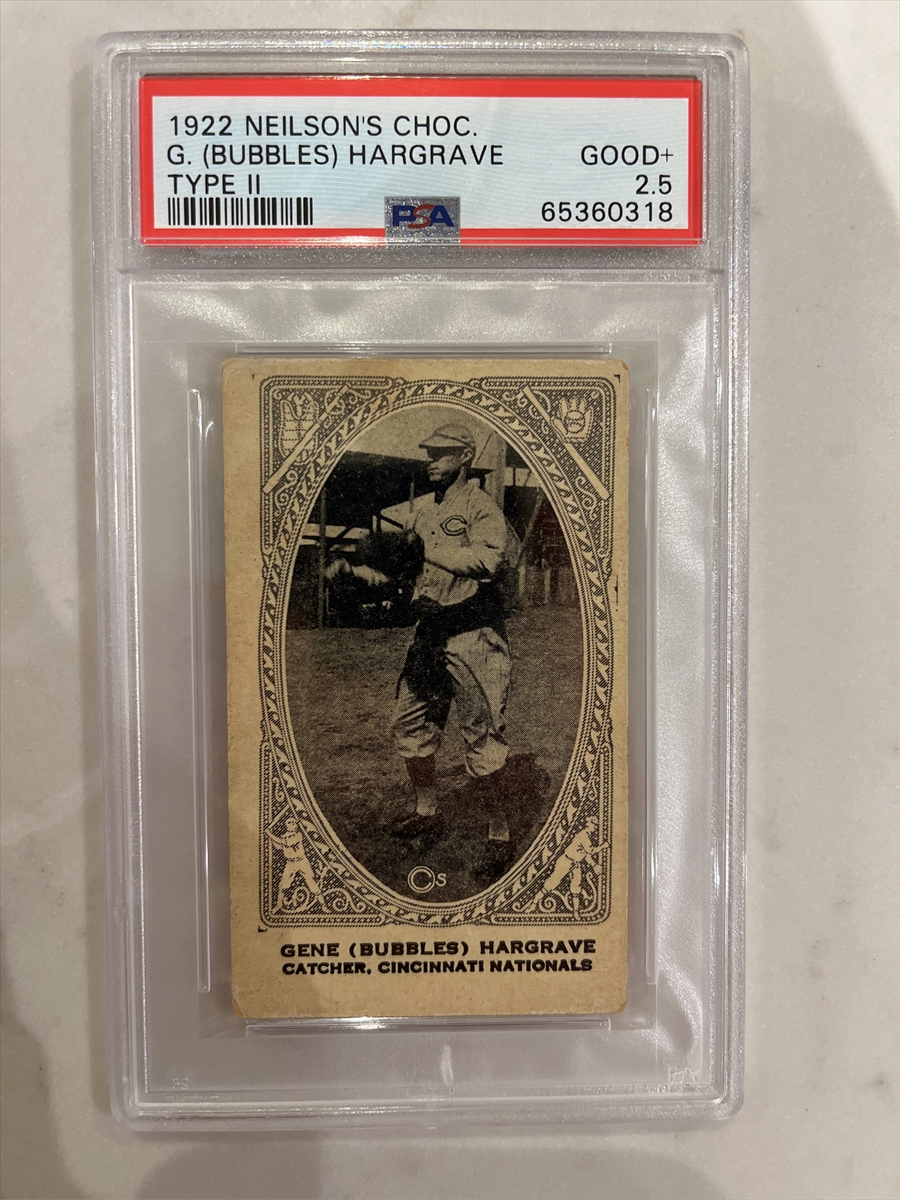 1922 NEILSON'S CHOC.
G. (BUBBLES) HARGRAVE GOOD+
TYPE II 2.5
PSA 65360318
C
©s
GENE (BUBBLES) HARGRAVE
CATCHER, CINCINNATI NATIONALS